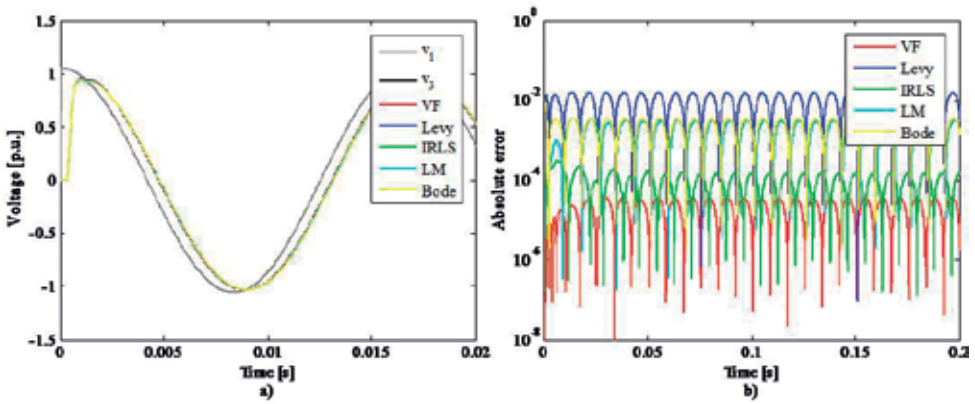 1.5
1
0.5
0
-0.5
-1
-1.5
0
0.005
0.01
0.015
0.02
Voltage [p.u.]
Time [s]
a)
v1
v3
VF
Levy
IRLS
LM
Bode
10^0
10^-2
10^-4
10^-6
10^-8
0
0.05
0.1
0.15
0.2
Absolute error
Time [s]
b)
VF
Levy
IRLS
LM
Bode